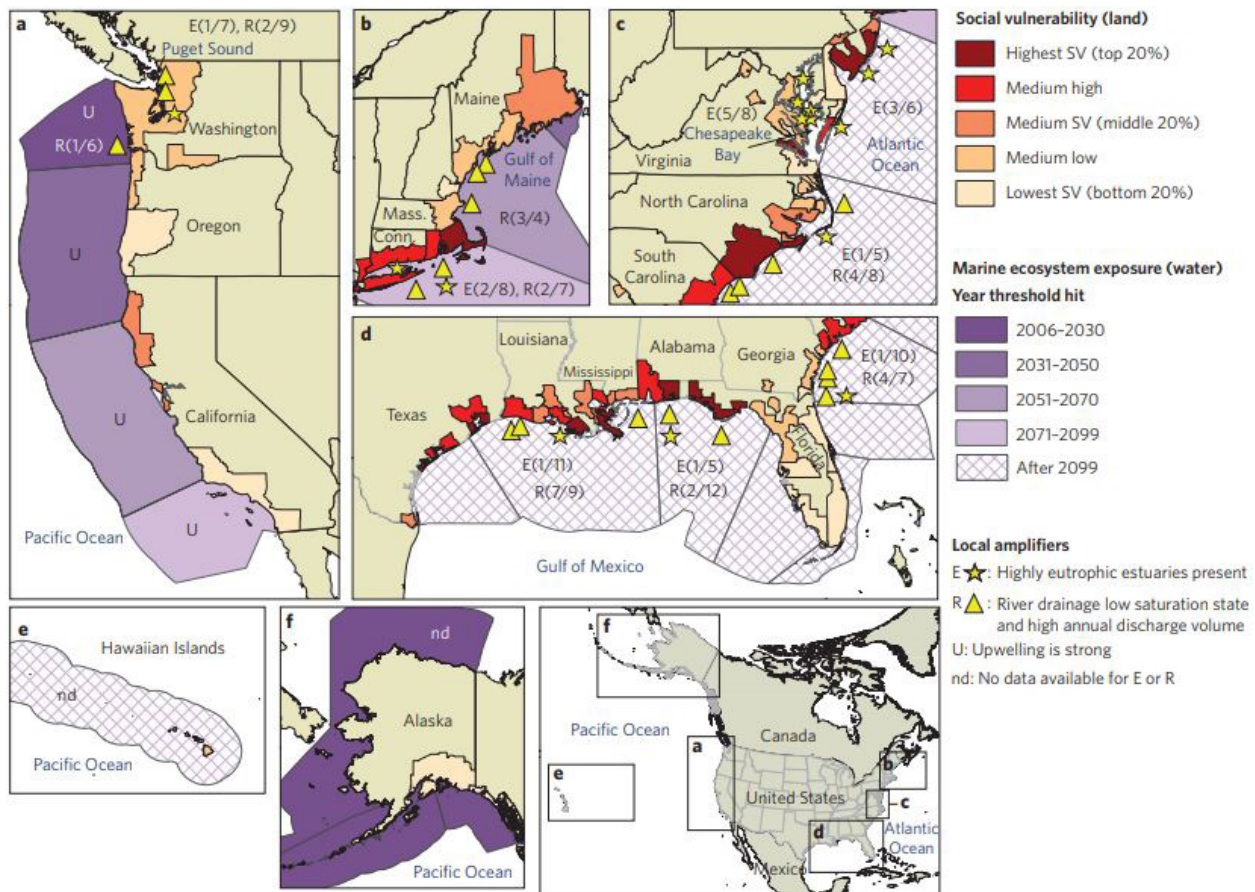 a
E(1/7), R(2/9)
Puget Sound
U
R(1/6)
Washington
U
Oregon
U
California
U
Pacific Ocean
b
Maine
Gulf of
Maine
Mass.
R(3/4)
Conn.
E(2/8), R(2/7)
c
E(3/6)
E(5/8)
Chesapeake
Bay
Atlantic
Ocean
Virginia
North Carolina
South
Carolina
E(1/5)
R(4/8)
d
Louisiana
Alabama
Georgia
Mississippi
Texas
E(1/10)
R(4/7)
Florida
E(1/11)
R(7/9)
E(1/5)
R(2/12)
Gulf of Mexico
Social vulnerability (land)
Highest SV (top 20%)
Medium high
Medium SV (middle 20%)
Medium low
Lowest SV (bottom 20%)
Marine ecosystem exposure (water)
Year threshold hit
2006–2030
2031–2050
2051–2070
2071–2099
After 2099
Local amplifiers
E : Highly eutrophic estuaries present
R : River drainage low saturation state
and high annual discharge volume
U: Upwelling is strong
nd: No data available for E or R
e
Hawaiian Islands
nd
Pacific Ocean
f
nd
Alaska
Pacific Ocean
f
Pacific Ocean
Canada
a
b
e
United States
c
d
Atlantic
Ocean
Mexico